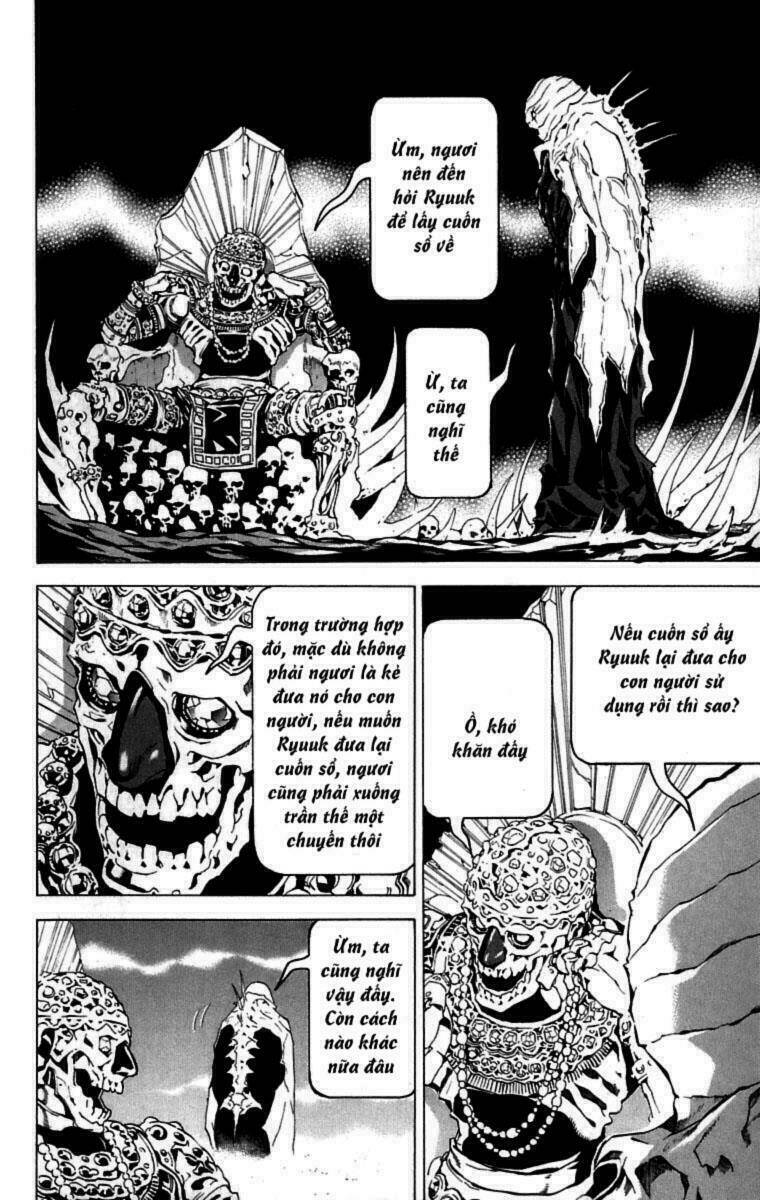 Ừm, ngươi
nên đến
hỏi Ryuuk
để lấy cuốn
sổ về
Ừ, ta
cũng
nghĩ
thế
Nếu cuốn sổ ấy
Ryuuk lại đưa cho
con người sử
dụng rồi thì sao?
Ồ, khó
khăn đấy
Trong trường hợp
đó, mặc dù không
phải ngươi là kẻ
đưa nó cho con
người, nếu muốn
Ryuuk đưa lại
cuốn sổ, ngươi
cũng phải xuống
trần thế một
chuyến thôi
Ừm, ta
cũng nghĩ
vậy đấy.
Còn cách
nào khác
nữa đâu